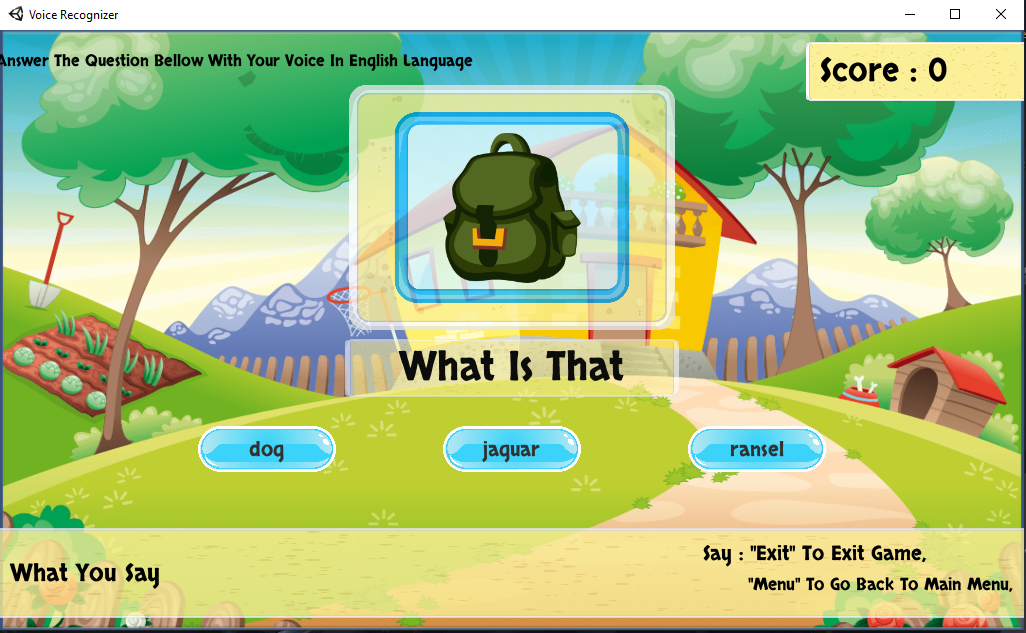 Voice Recognizer
Answer The Question Bellow With Your Voice In English Language
Score : 0
What Is That
dog
jaguar
ransel
What You Say
Say : "Exit" To Exit Game,
"Menu" To Go Back To Main Menu,